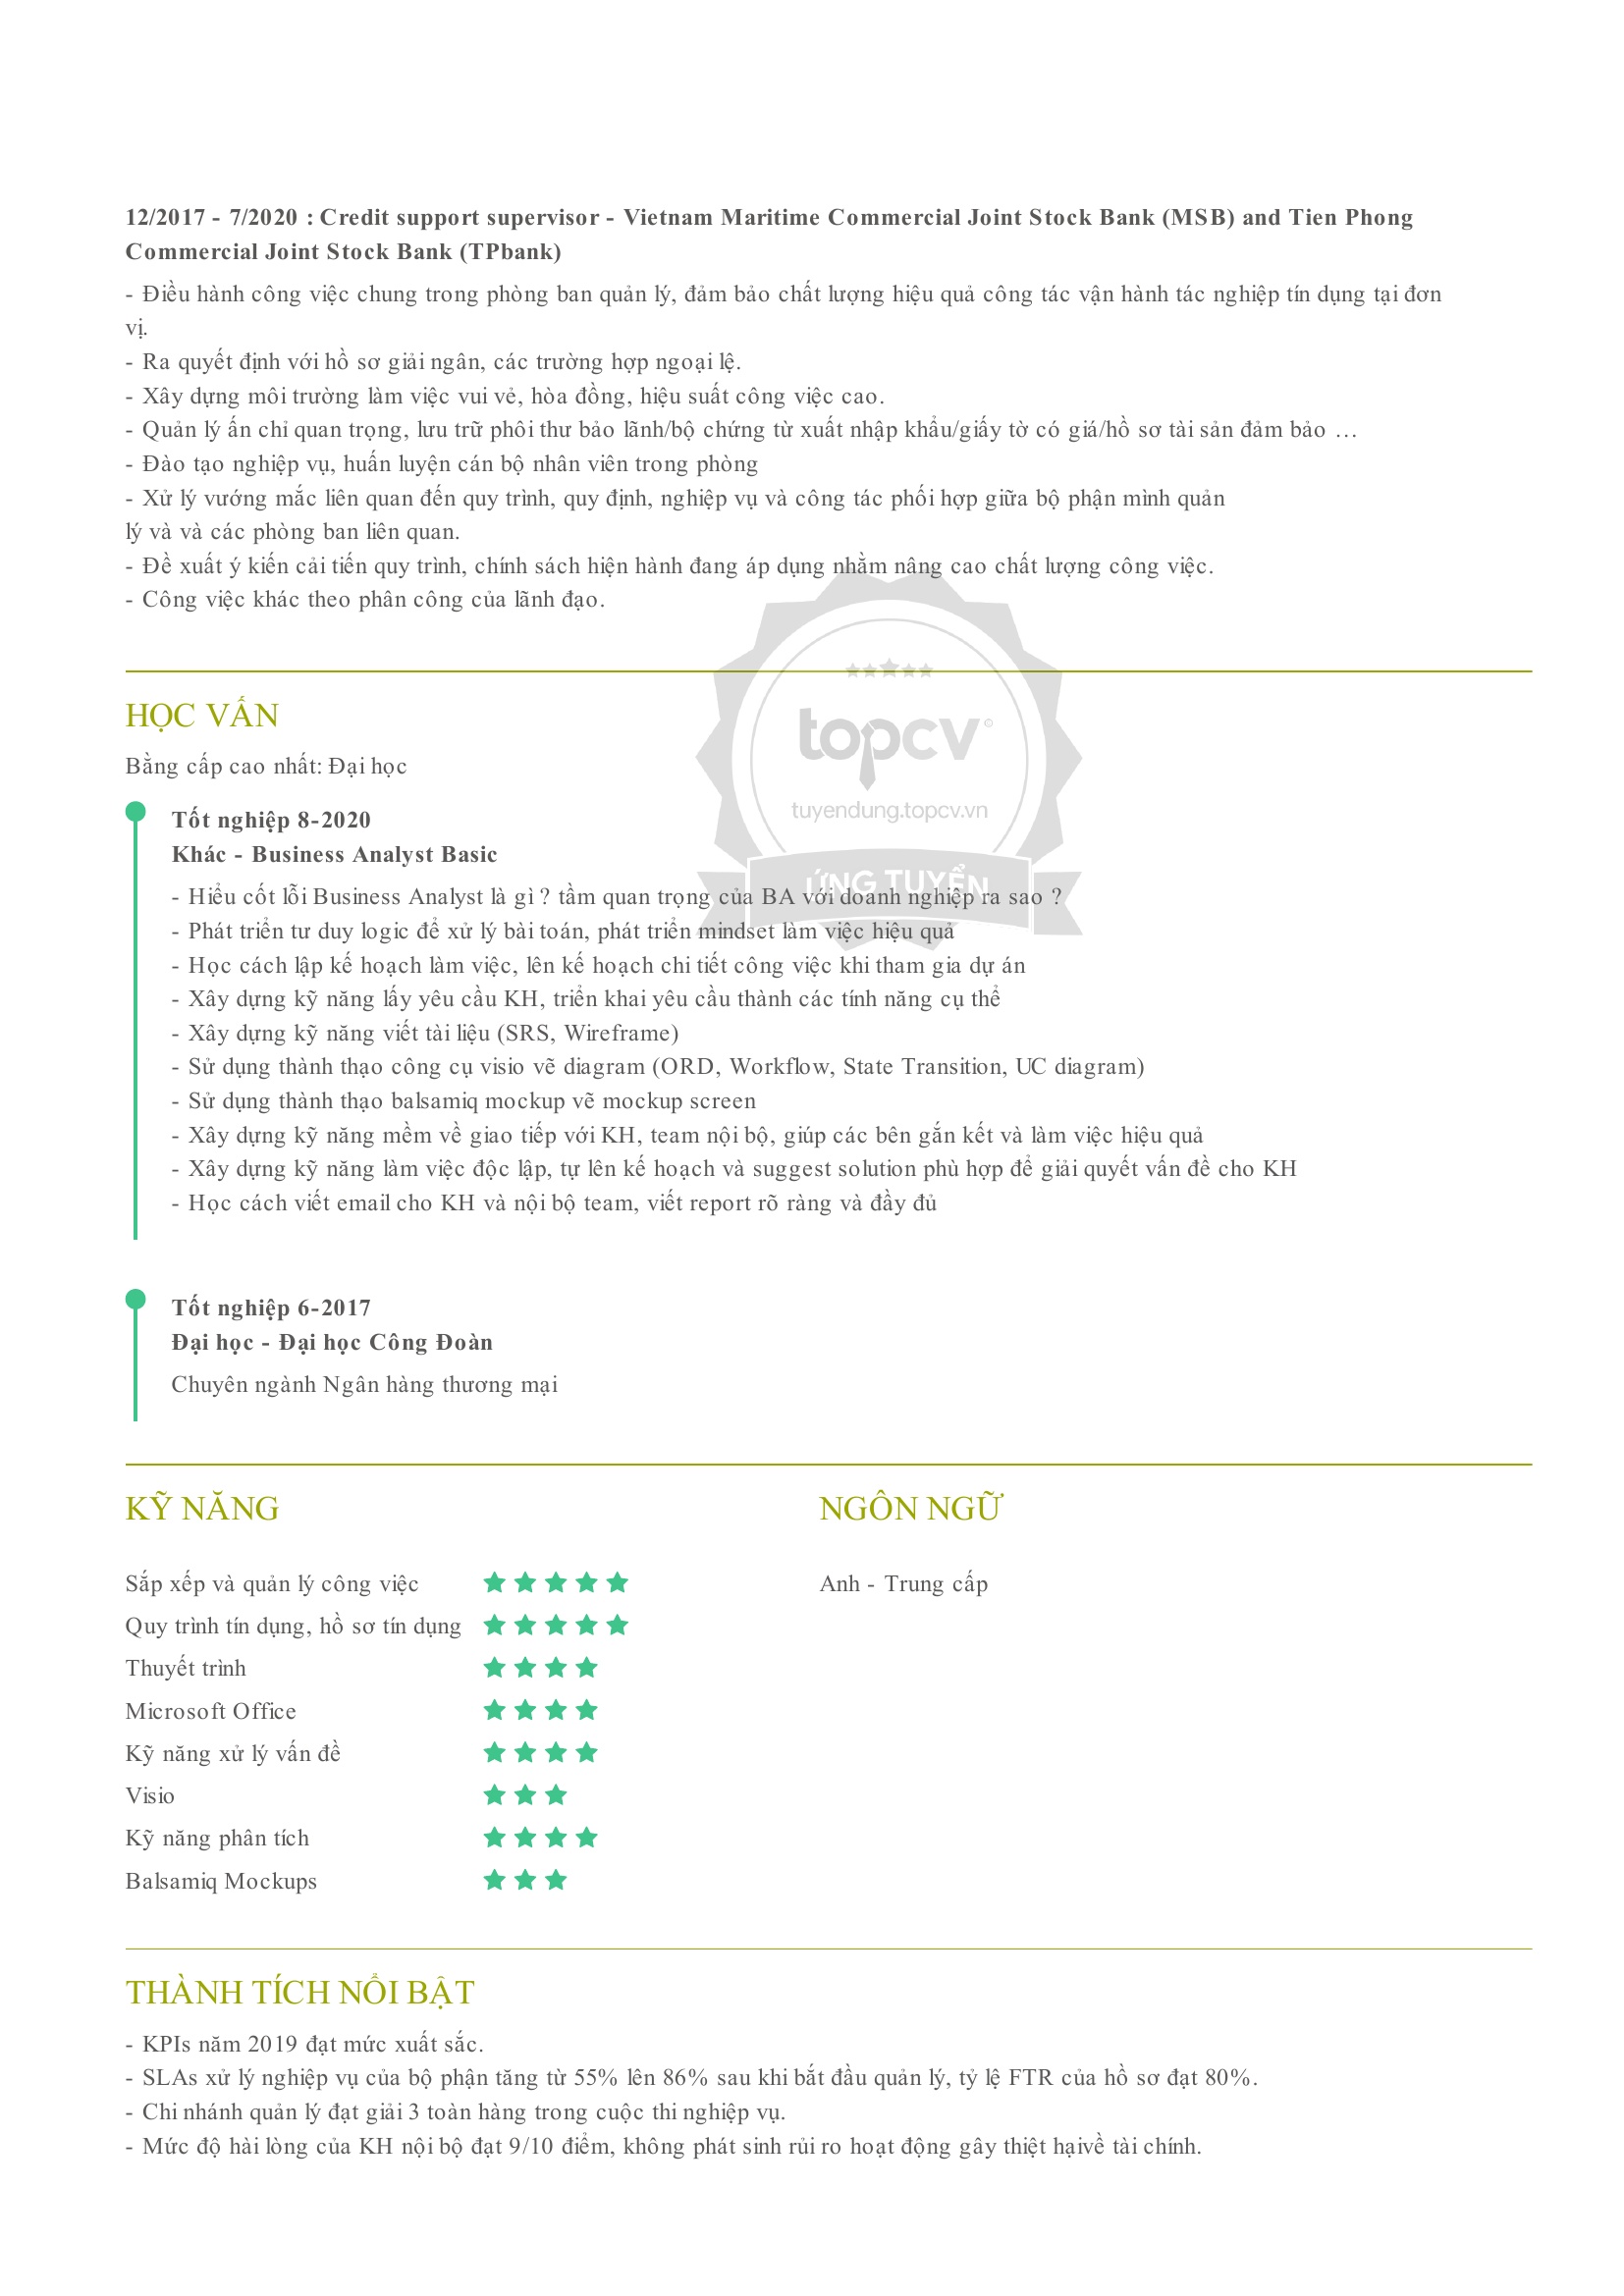 12/2017 - 7/2020 : Credit support supervisor - Vietnam Maritime Commercial Joint Stock Bank (MSB) and Tien Phong
Commercial Joint Stock Bank (TPbank)
- Điều hành công việc chung trong phòng ban quản lý, đảm bảo chất lượng hiệu quả công tác vận hành tác nghiệp tín dụng tại đơn
vị.
- Ra quyết định với hồ sơ giải ngân, các trường hợp ngoại lệ.
- Xây dựng môi trường làm việc vui vẻ, hòa đồng, hiệu suất công việc cao.
- Quản lý ấn chỉ quan trọng, lưu trữ phôi thư bảo lãnh/bộ chứng từ xuất nhập khẩu/giấy tờ có giá/hồ sơ tài sản đảm bảo …
- Đào tạo nghiệp vụ, huấn luyện cán bộ nhân viên trong phòng
- Xử lý vướng mắc liên quan đến quy trình, quy định, nghiệp vụ và công tác phối hợp giữa bộ phận mình quản
lý và và các phòng ban liên quan.
- Đề xuất ý kiến cải tiến quy trình, chính sách hiện hành đang áp dụng nhằm nâng cao chất lượng công việc.
- Công việc khác theo phân công của lãnh đạo.
HỌC VẤN
topcv©
Bằng cấp cao nhất: Đại học
tuyendung.topcv.vn
Tốt nghiệp 8-2020
Khác - Business Analyst Basic
ỨNG TUYỂN
- Hiểu cốt lỗi Business Analyst là gì ? tầm quan trọng của BA với doanh nghiệp ra sao ?
- Phát triển tư duy logic để xử lý bài toán, phát triển mindset làm việc hiệu quả
- Học cách lập kế hoạch làm việc, lên kế hoạch chi tiết công việc khi tham gia dự án
- Xây dựng kỹ năng lấy yêu cầu KH, triển khai yêu cầu thành các tính năng cụ thể
- Xây dựng kỹ năng viết tài liệu (SRS, Wireframe)
- Sử dụng thành thạo công cụ visio vẽ diagram (ORD, Workflow, State Transition, UC diagram)
- Sử dụng thành thạo balsamiq mockup vẽ mockup screen
- Xây dựng kỹ năng mềm về giao tiếp với KH, team nội bộ, giúp các bên gắn kết và làm việc hiệu quả
- Xây dựng kỹ năng làm việc độc lập, tự lên kế hoạch và suggest solution phù hợp để giải quyết vấn đề cho KH
- Học cách viết email cho KH và nội bộ team, viết report rõ ràng và đầy đủ
Tốt nghiệp 6-2017
Đại học - Đại học Công Đoàn
Chuyên ngành Ngân hàng thương mại
KỸ NĂNG
Sắp xếp và quản lý công việc
Quy trình tín dụng, hồ sơ tín dụng
Thuyết trình
Microsoft Office
Kỹ năng xử lý vấn đề
Visio
Kỹ năng phân tích
Balsamiq Mockups
NGÔN NGỮ
Anh - Trung cấp
THÀNH TÍCH NỔI BẬT
- KPIs năm 2019 đạt mức xuất sắc.
- SLAs xử lý nghiệp vụ của bộ phận tăng từ 55% lên 86% sau khi bắt đầu quản lý, tỷ lệ FTR của hồ sơ đạt 80%.
- Chi nhánh quản lý đạt giải 3 toàn hàng trong cuộc thi nghiệp vụ.
- Mức độ hài lòng của KH nội bộ đạt 9/10 điểm, không phát sinh rủi ro hoạt động gây thiệt hạivề tài chính.